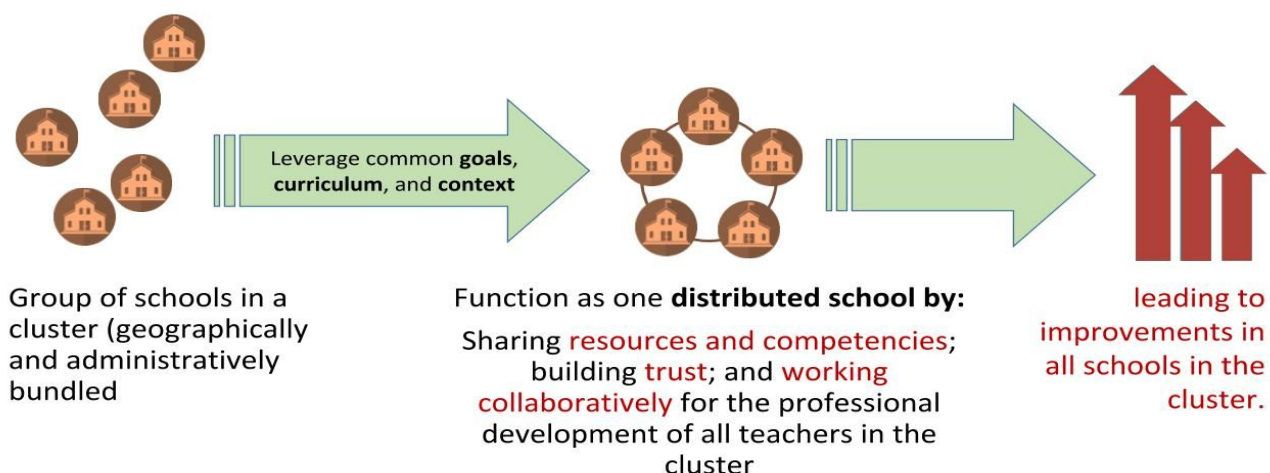 Leverage common goals,
curriculum, and context
Group of schools in a
cluster (geographically
and administratively
bundled
Function as one distributed school by:
Sharing resources and competencies;
building trust; and working
collaboratively for the professional
development of all teachers in the
cluster
leading to
improvements in
all schools in the
cluster.